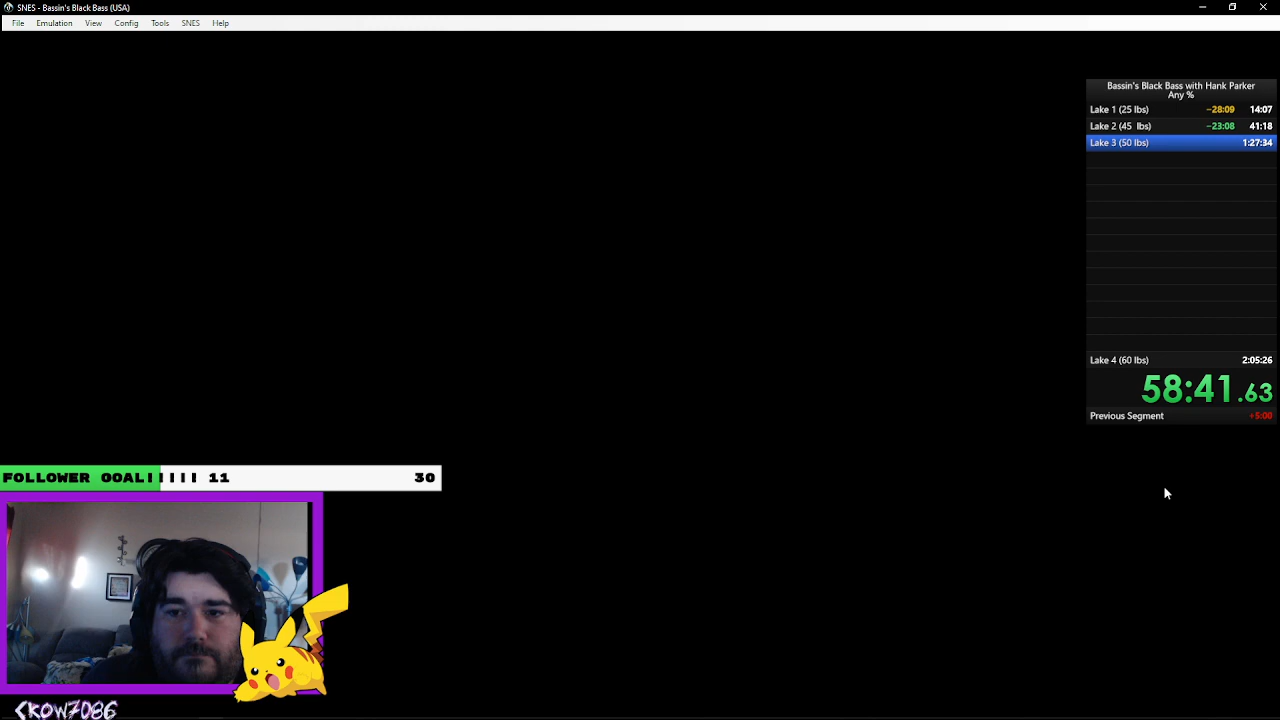 SNES - Bassin's Black Bass (USA)
File Emulation View Config Tools SNES Help
Bassin's Black Bass with Hank Parker
Any %
Lake 1 (25 lbs) −28:09 14:07
Lake 2 (45 lbs) −23:08 41:18
Lake 3 (50 lbs) 1:27:34
Lake 4 (60 lbs) 2:05:26
58:41.63
Previous Segment +5:00
FOLLOWER GOAL!!!!! 11 30
CROW7086